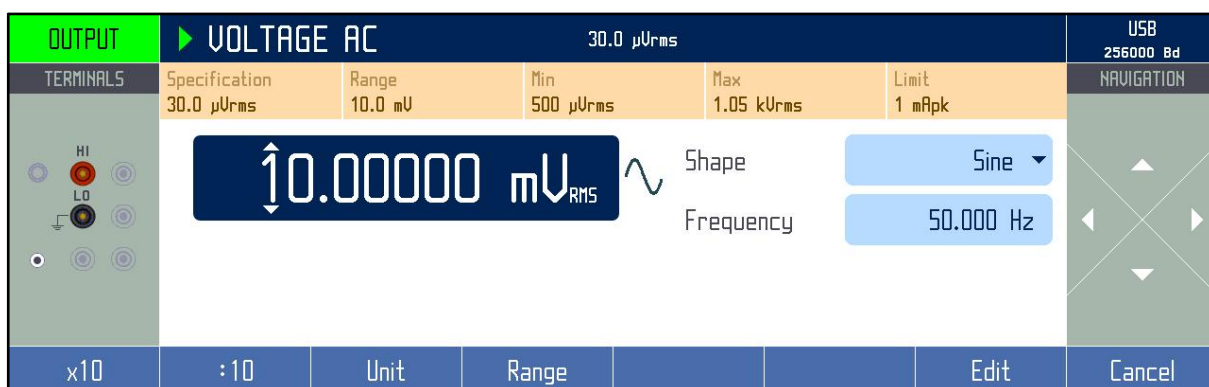 OUTPUT VOLTAGE AC 30.0 µVrms USB
256000 Bd
TERMINALS Specification Range Min Max Limit NAVIGATION
30.0 µVrms 10.0 mV 500 µVrms 1.05 kVrms 1 mApk
HI
LO
10.00000 mVRMS
Shape Sine
Frequency 50.000 Hz
x10 :10 Unit Range Edit Cancel